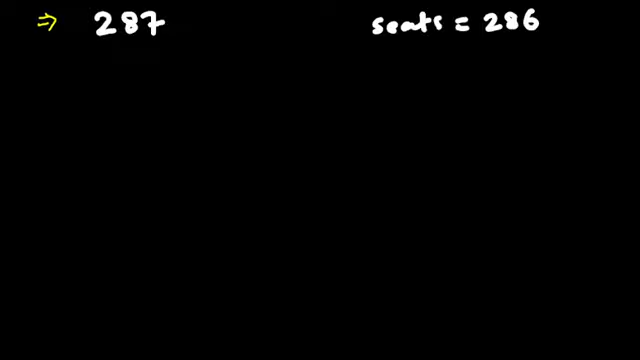 ⇒ 287 seats = 286